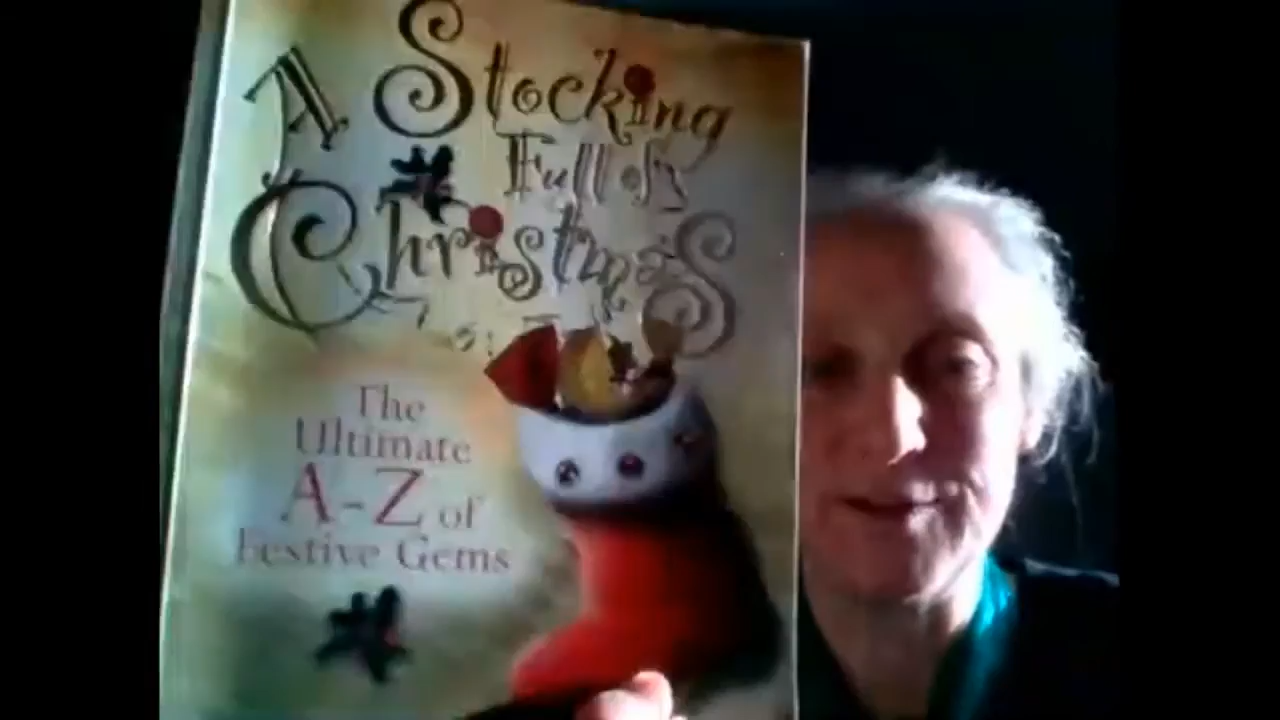 A Stocking
Full of
Christmas
The
Ultimate
A-Z of
Festive Gems